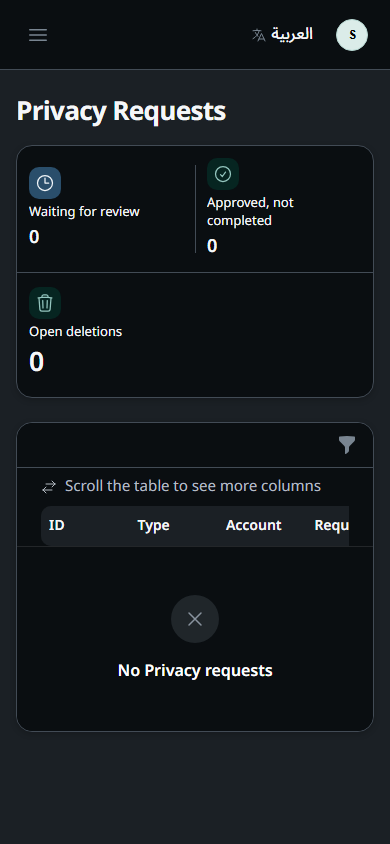 العربية
S
Privacy Requests
Waiting for review
0
Approved, not
completed
0
Open deletions
0
Scroll the table to see more columns
ID Type Account Requ
No Privacy requests